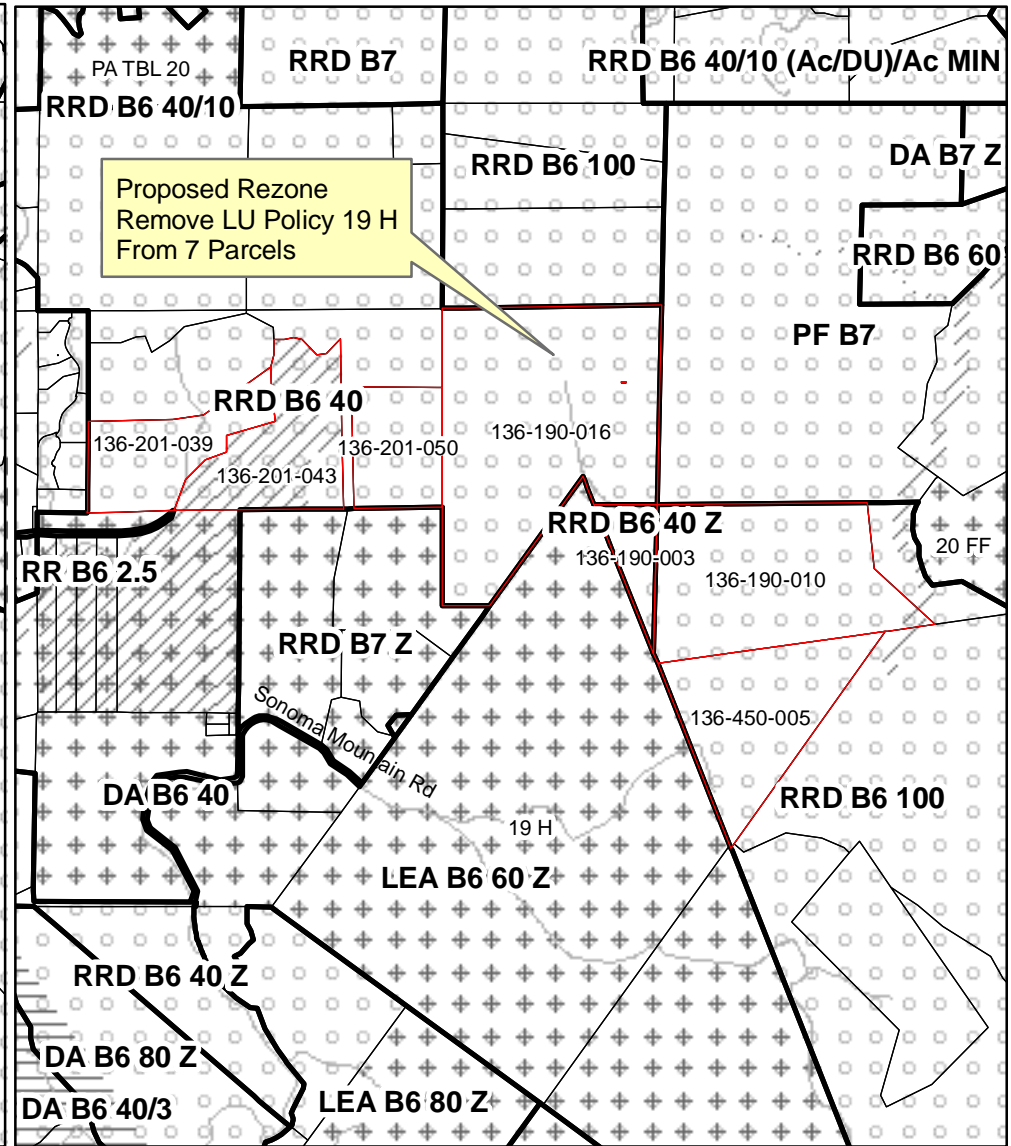 RRD B7
RRD B6 40/10 (Ac/DU)/Ac MIN
PA TBL 20
RRD B6 40/10
DA B7 Z
RRD B6 100
Proposed Rezone
Remove LU Policy 19 H
From 7 Parcels
RRD B6 60
PF B7
RRD B6 40
136-201-039
136-201-043
136-201-050
136-190-016
RRD B6 40 Z
136-190-003
136-190-010
20 FF
RR B6 2.5
RRD B7 Z
Sonoma Mountain Rd
136-450-005
DA B6 40
RRD B6 100
19 H
LEA B6 60 Z
RRD B6 40 Z
DA B6 80 Z
DA B6 40/3
LEA B6 80 Z